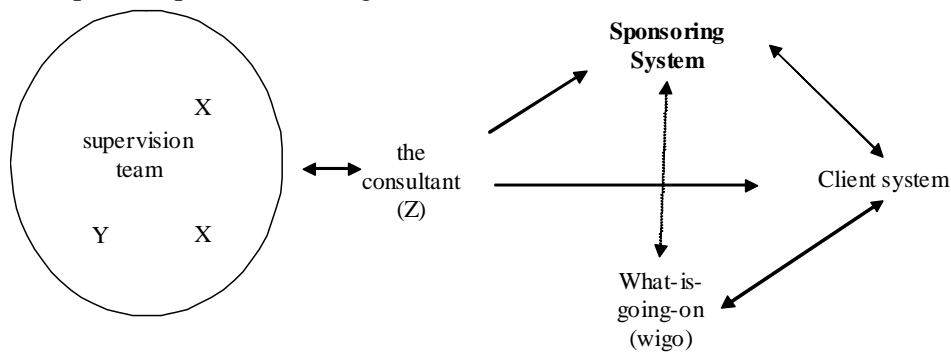 Sponsoring
System
X
supervision
team
the
consultant
(Z)
Client system
Y
X
What-is-
going-on
(wigo)